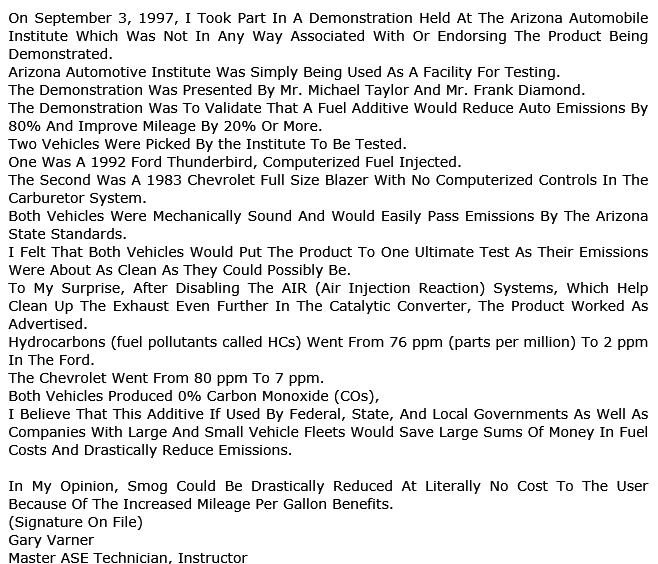 On September 3, 1997, I Took Part In A Demonstration Held At The Arizona Automobile
Institute Which Was Not In Any Way Associated With Or Endorsing The Product Being
Demonstrated.
Arizona Automotive Institute Was Simply Being Used As A Facility For Testing.
The Demonstration Was Presented By Mr. Michael Taylor And Mr. Frank Diamond.
The Demonstration Was To Validate That A Fuel Additive Would Reduce Auto Emissions By
80% And Improve Mileage By 20% Or More.
Two Vehicles Were Picked By the Institute To Be Tested.
One Was A 1992 Ford Thunderbird, Computerized Fuel Injected.
The Second Was A 1983 Chevrolet Full Size Blazer With No Computerized Controls In The
Carburetor System.
Both Vehicles Were Mechanically Sound And Would Easily Pass Emissions By The Arizona
State Standards.
I Felt That Both Vehicles Would Put The Product To One Ultimate Test As Their Emissions
Were About As Clean As They Could Possibly Be.
To My Surprise, After Disabling The AIR (Air Injection Reaction) Systems, Which Help
Clean Up The Exhaust Even Further In The Catalytic Converter, The Product Worked As
Advertised.
Hydrocarbons (fuel pollutants called HCs) Went From 76 ppm (parts per million) To 2 ppm
In The Ford.
The Chevrolet Went From 80 ppm To 7 ppm.
Both Vehicles Produced 0% Carbon Monoxide (COs),
I Believe That This Additive If Used By Federal, State, And Local Governments As Well As
Companies With Large And Small Vehicle Fleets Would Save Large Sums Of Money In Fuel
Costs And Drastically Reduce Emissions.
In My Opinion, Smog Could Be Drastically Reduced At Literally No Cost To The User
Because Of The Increased Mileage Per Gallon Benefits.
(Signature On File)
Gary Varner
Master ASE Technician, Instructor